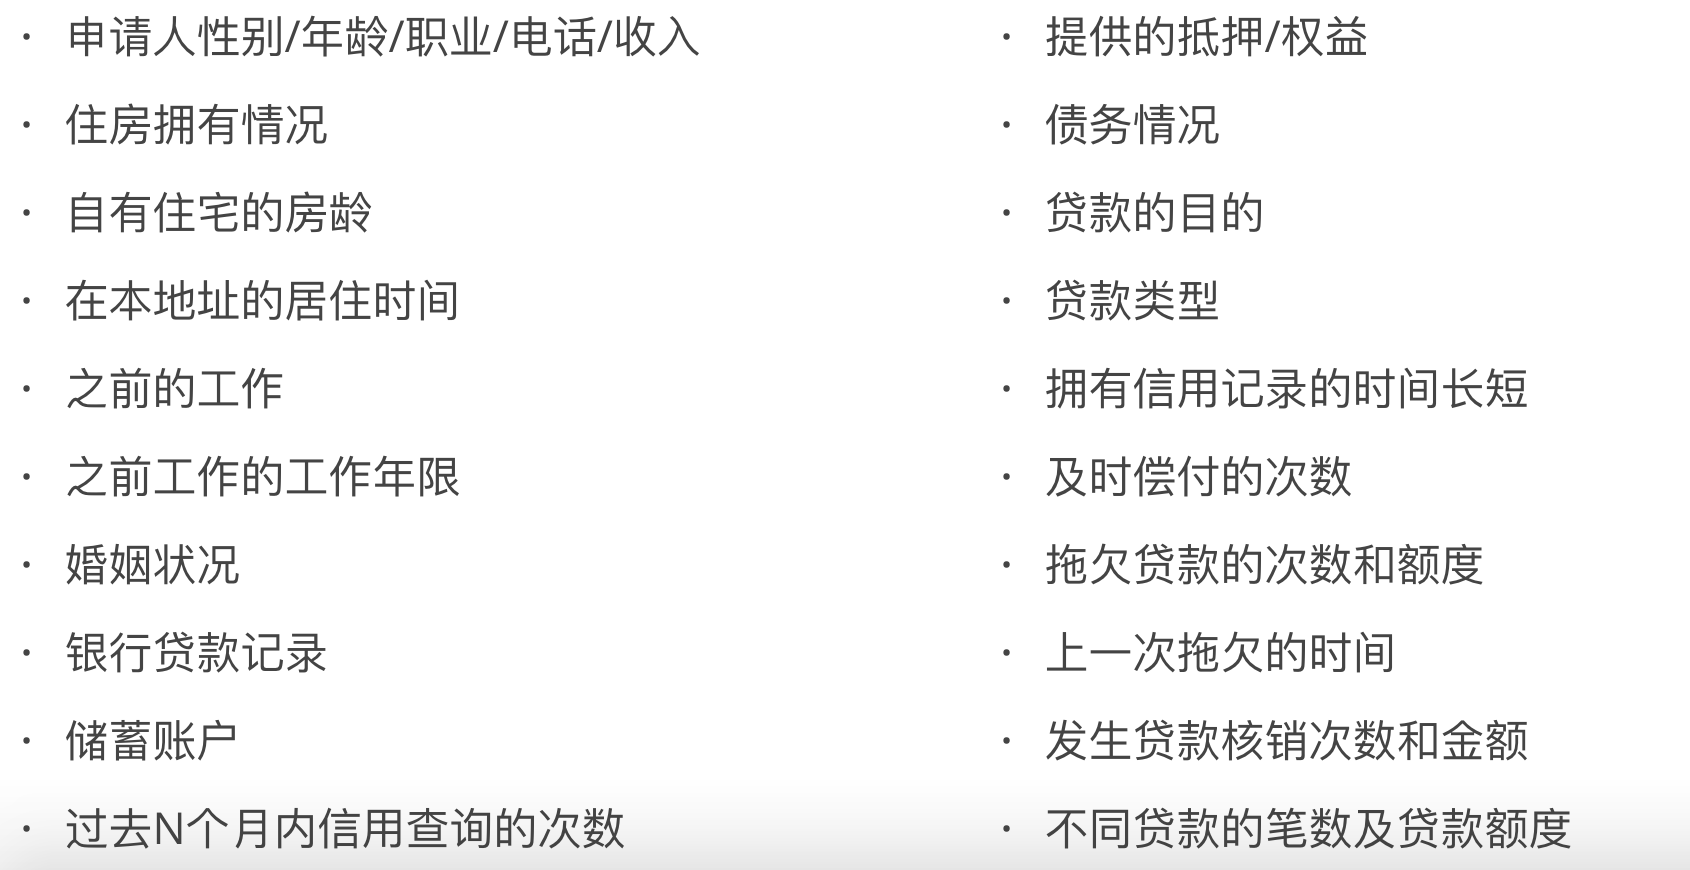 · 申请人性别/年龄/职业/电话/收入
· 住房拥有情况
· 自有住宅的房龄
· 在本地址的居住时间
· 之前的工作
· 之前工作的工作年限
· 婚姻状况
· 银行贷款记录
· 储蓄账户
· 过去N个月内信用查询的次数
· 提供的抵押/权益
· 债务情况
· 贷款的目的
· 贷款类型
· 拥有信用记录的时间长短
· 及时偿付的次数
· 拖欠贷款的次数和额度
· 上一次拖欠的时间
· 发生贷款核销次数和金额
· 不同贷款的笔数及贷款额度